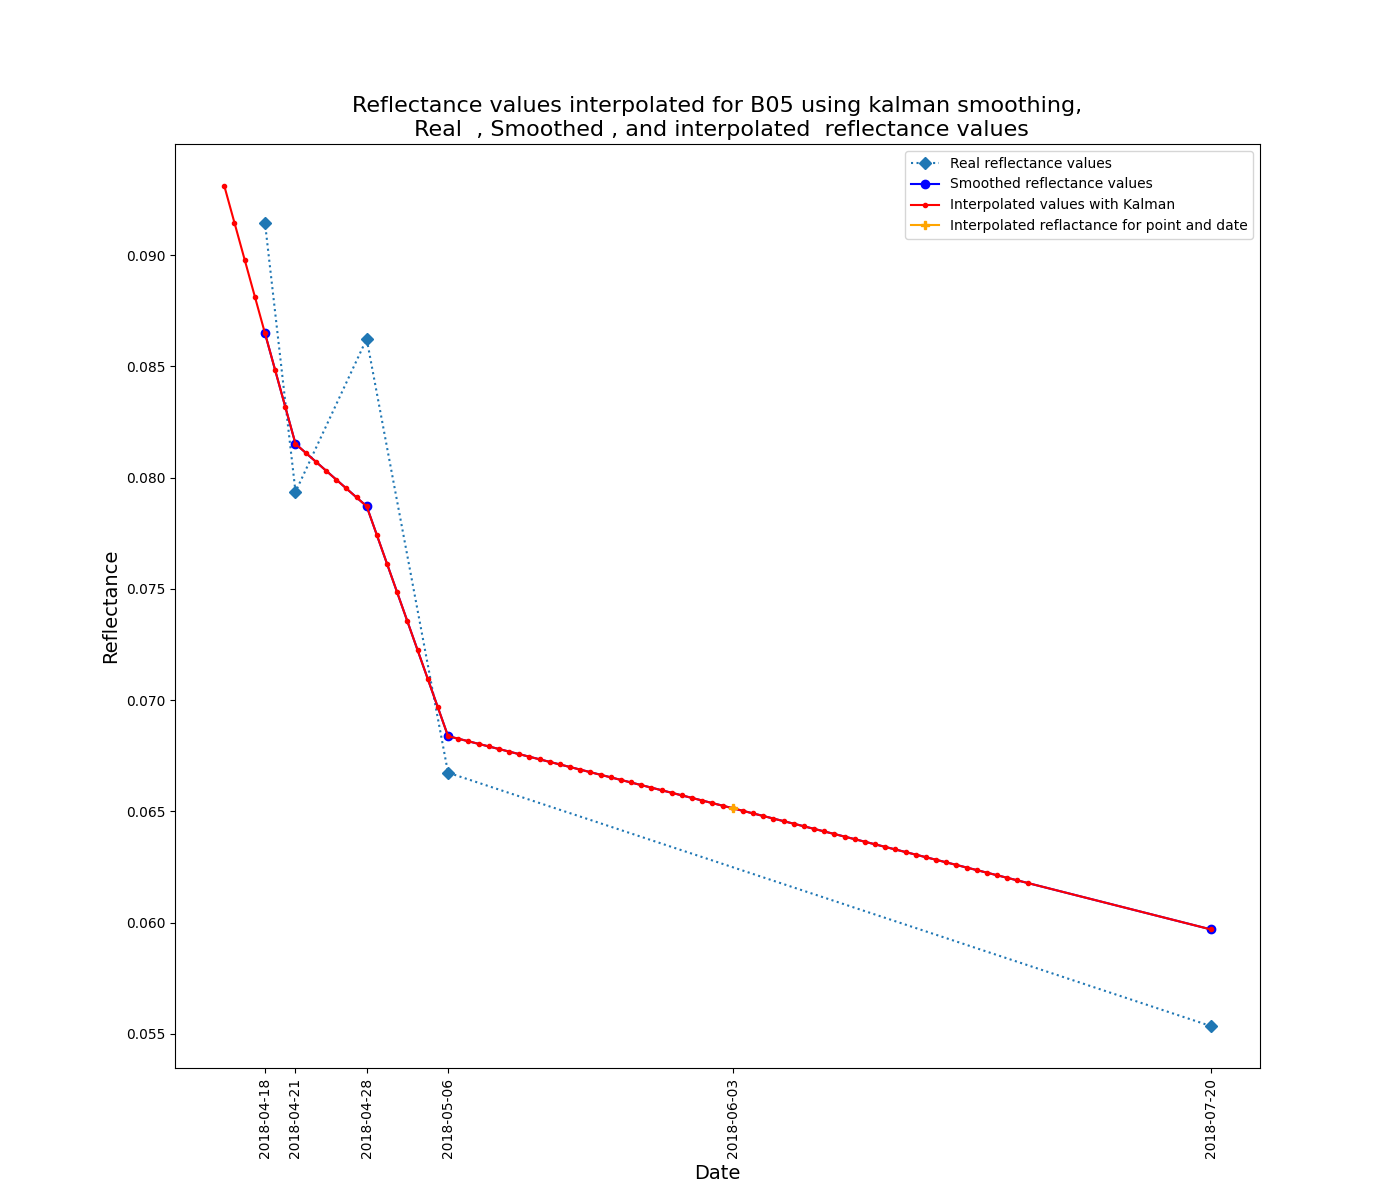 Reflectance values interpolated for B05 using kalman smoothing,
Real , Smoothed , and interpolated reflectance values
Real reflectance values
Smoothed reflectance values
Interpolated values with Kalman
Interpolated reflactance for point and date
Reflectance
0.090
0.085
0.080
0.075
0.070
0.065
0.060
0.055
2018-04-18
2018-04-21
2018-04-28
2018-05-06
2018-06-03
2018-07-20
Date